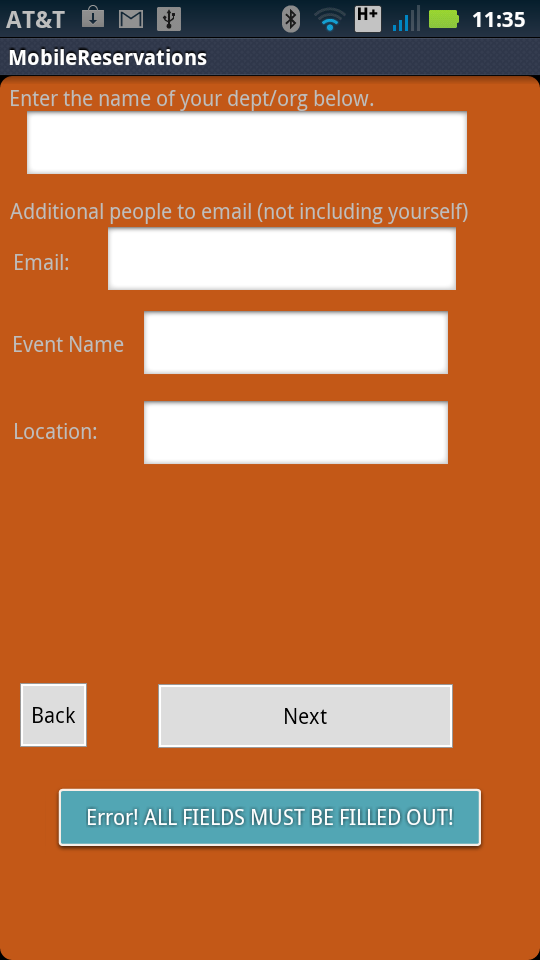 AT&T H+ 11:35
MobileReservations
Enter the name of your dept/org below.
Additional people to email (not including yourself)
Email:
Event Name
Location:
Back Next
Error! ALL FIELDS MUST BE FILLED OUT!